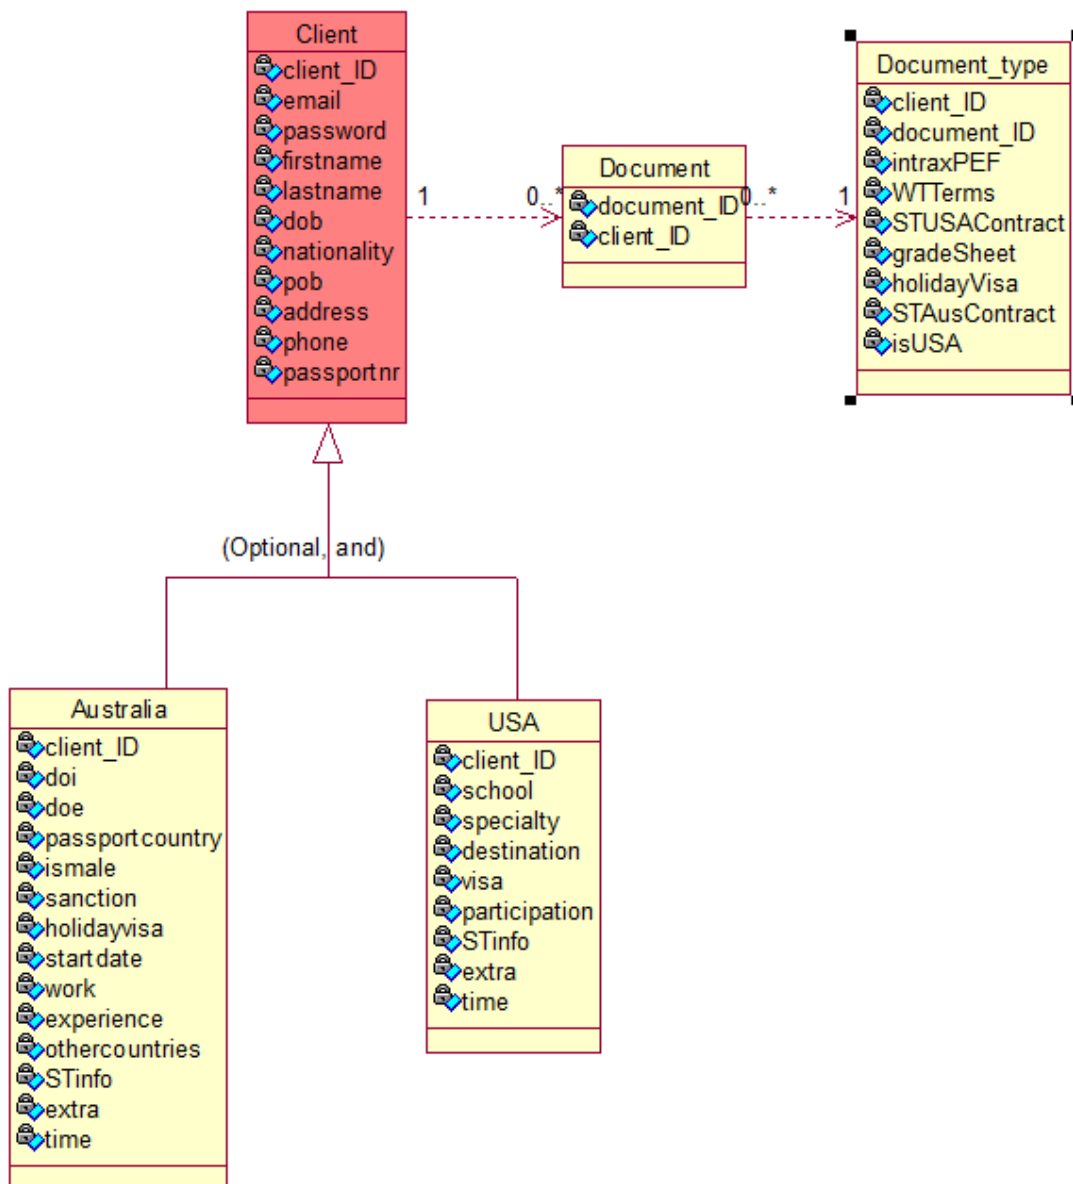 Client
client_ID
email
password
firstname
lastname
dob
nationality
pob
address
phone
passportnr
1
0..*
Document
document_ID
client_ID
0..*
1
Document_type
client_ID
document_ID
intraxPEF
WTTerms
STUSAContract
gradeSheet
holidayVisa
STAusContract
isUSA
(Optional, and)
Australia
client_ID
doi
doe
passportcountry
ismale
sanction
holidayvisa
startdate
work
experience
othercountries
STinfo
extra
time
USA
client_ID
school
specialty
destination
visa
participation
STinfo
extra
time